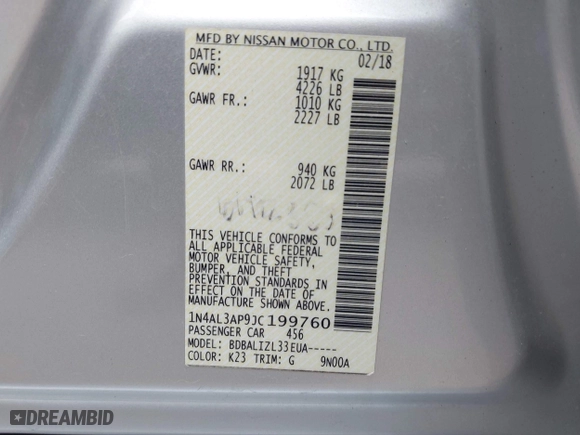 MFD BY NISSAN MOTOR CO., LTD.
DATE: 02/18
GVWR: 1917 KG
4226 LB
GAWR FR.: 1010 KG
2227 LB
GAWR RR.: 940 KG
2072 LB
THIS VEHICLE CONFORMS TO
ALL APPLICABLE FEDERAL
MOTOR VEHICLE SAFETY,
BUMPER, AND THEFT
PREVENTION STANDARDS IN
EFFECT ON THE DATE OF
MANUFACTURE SHOWN ABOVE.
1N4AL3AP9JC199760
PASSENGER CAR 456
MODEL: BDBALIZL33EUA-----
COLOR: K23 TRIM: G 9N00A
DREAMBID